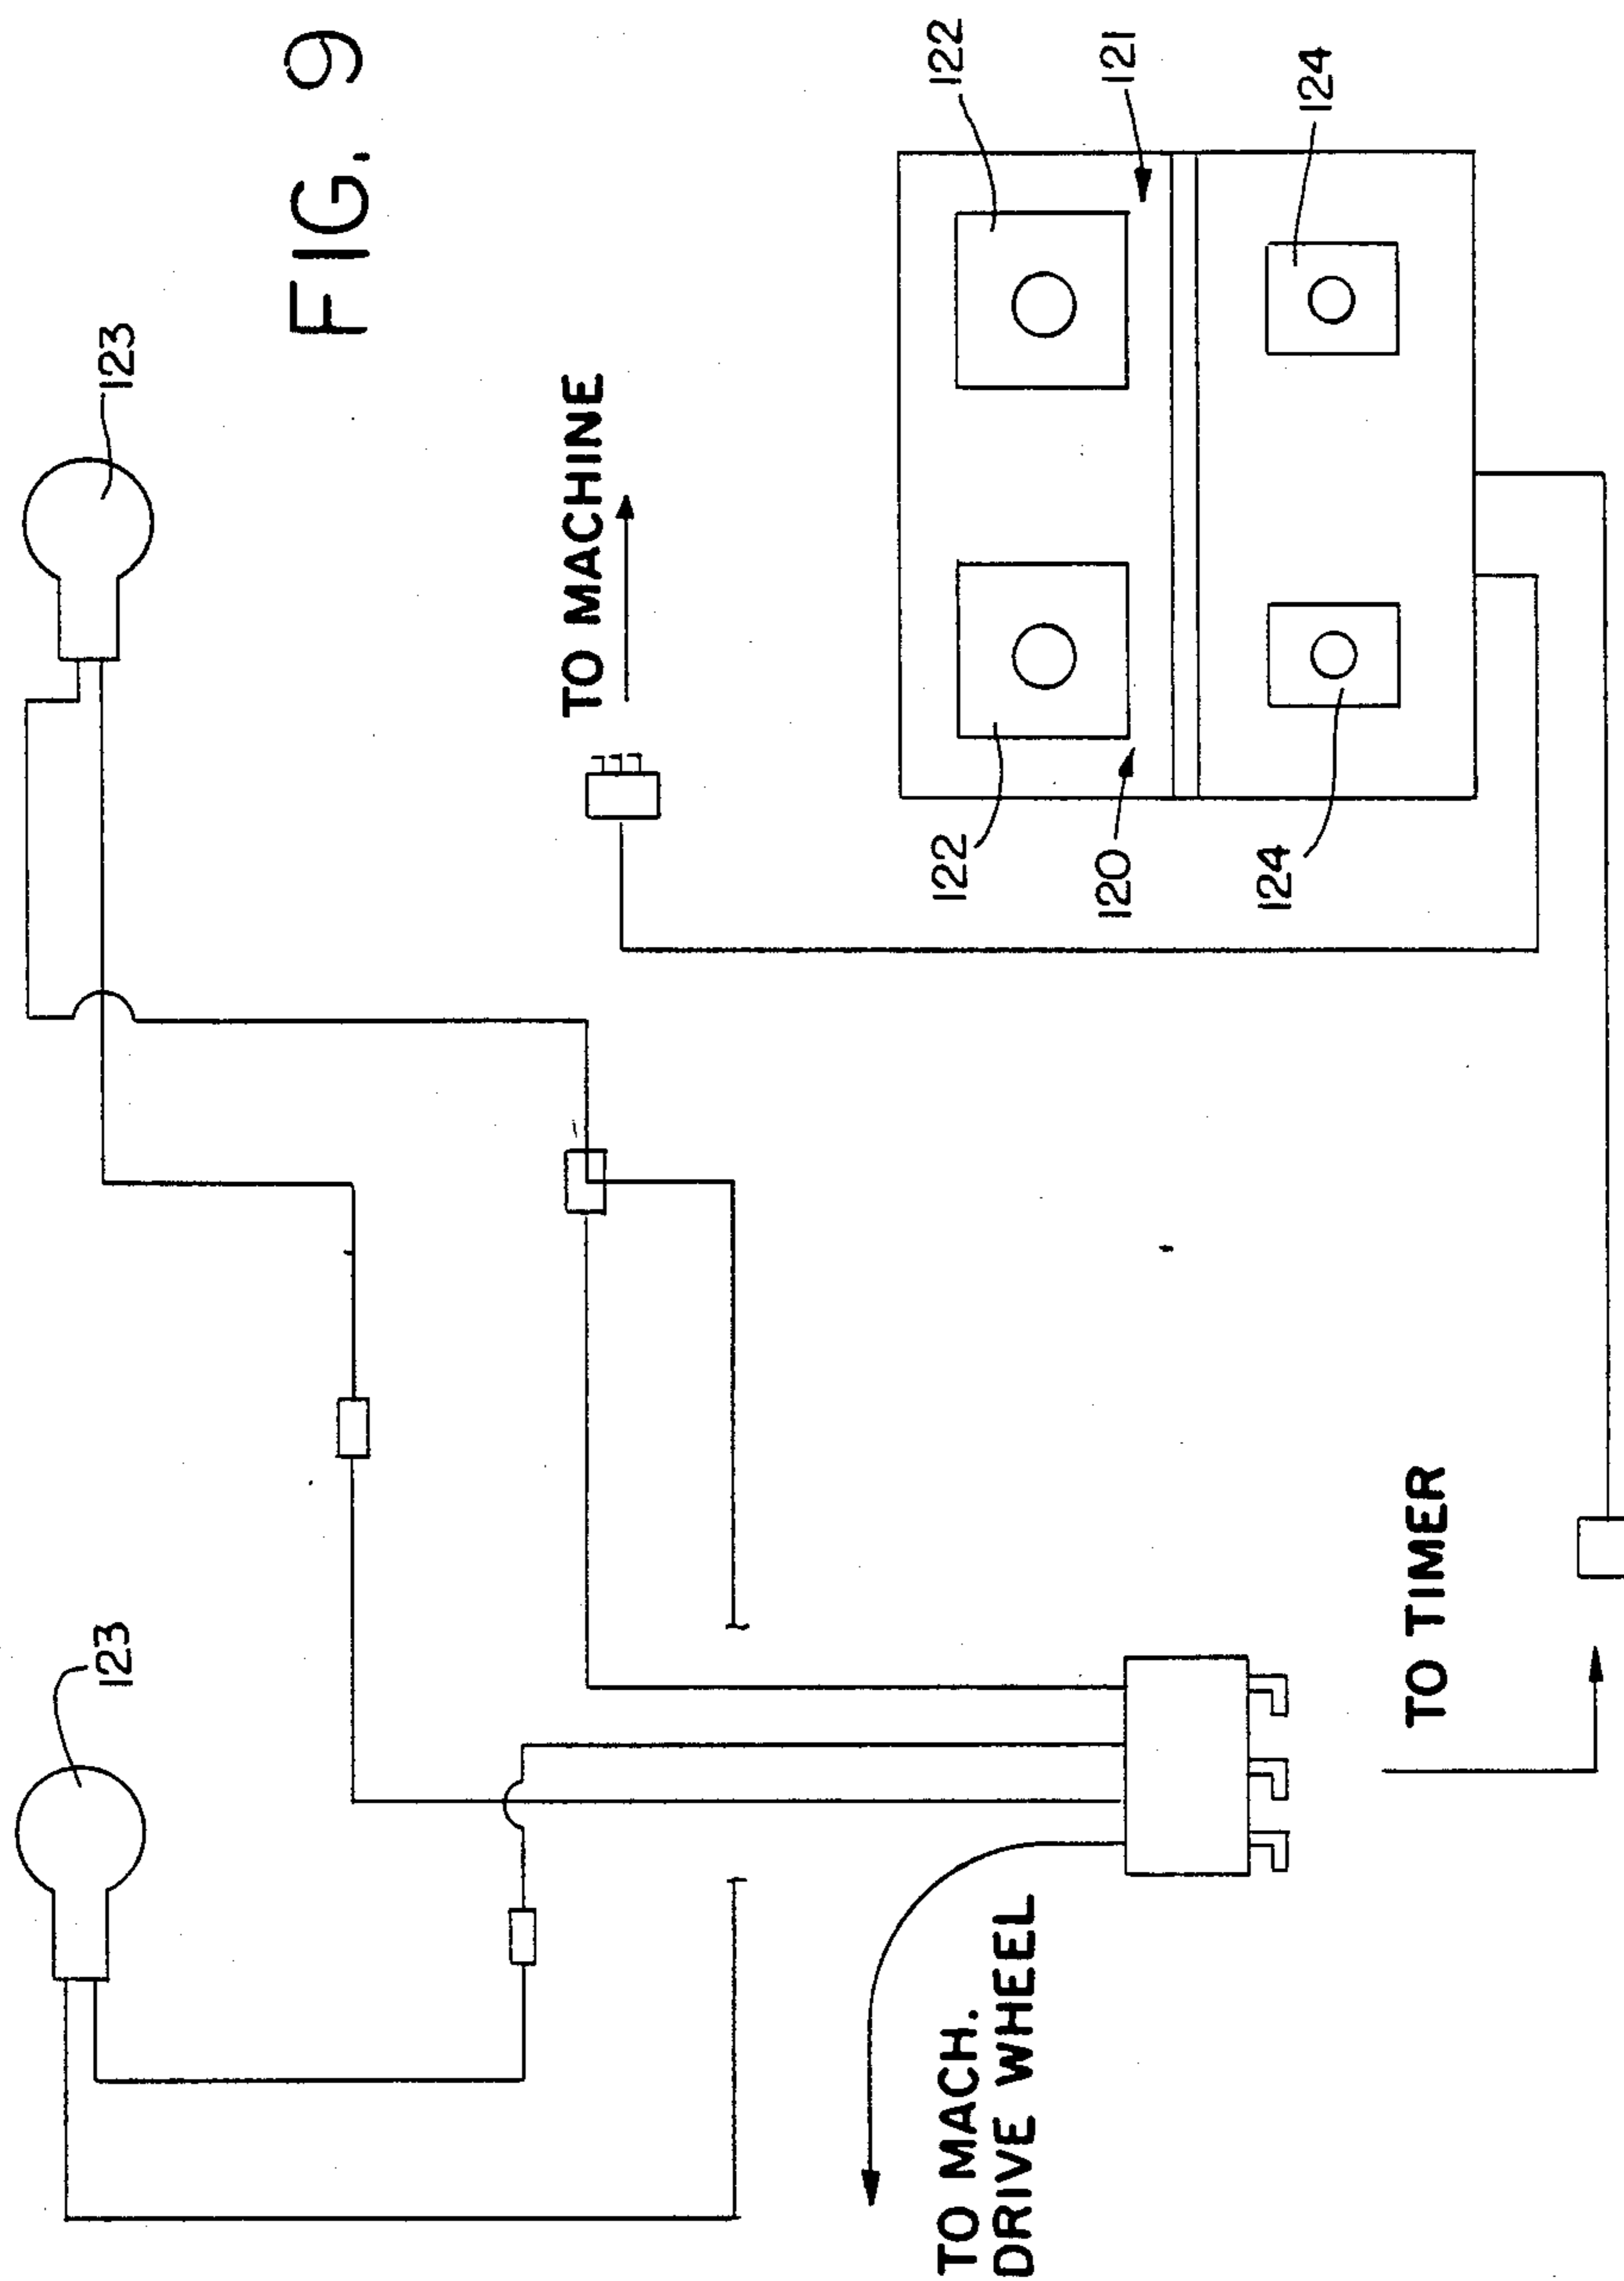 FIG. 9
123
123
TO MACHINE
122
122
120
121
124
124
TO MACH.
DRIVE WHEEL
TO TIMER